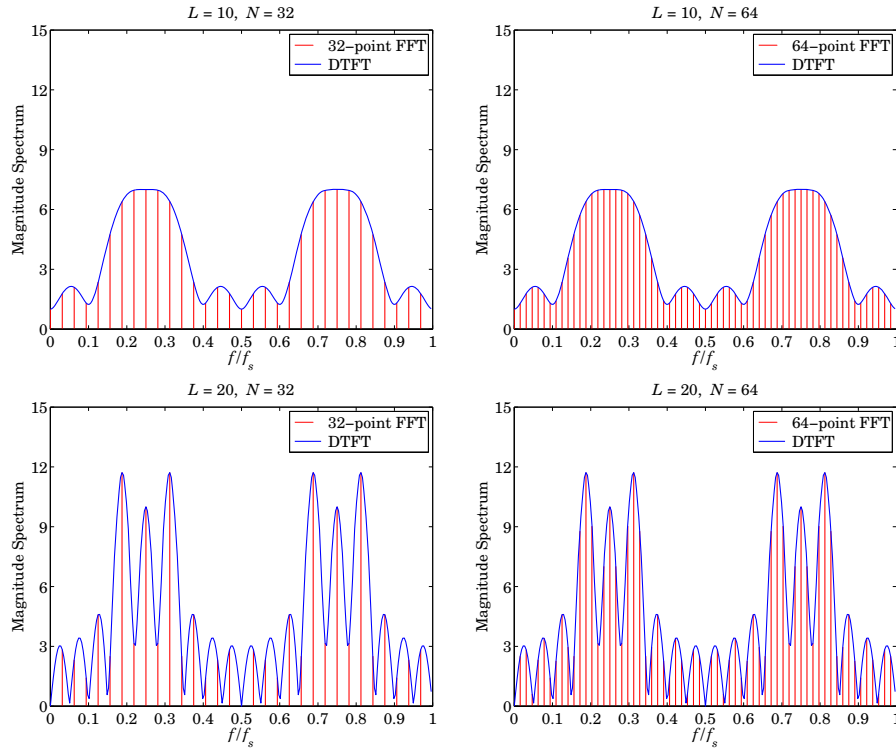 L = 10, N = 32
15
12
9
6
3
0
Magnitude Spectrum
32−point FFT
DTFT
0 0.1 0.2 0.3 0.4 0.5 0.6 0.7 0.8 0.9 1
f/fs
L = 10, N = 64
15
12
9
6
3
0
Magnitude Spectrum
64−point FFT
DTFT
0 0.1 0.2 0.3 0.4 0.5 0.6 0.7 0.8 0.9 1
f/fs
L = 20, N = 32
15
12
9
6
3
0
Magnitude Spectrum
32−point FFT
DTFT
0 0.1 0.2 0.3 0.4 0.5 0.6 0.7 0.8 0.9 1
f/fs
L = 20, N = 64
15
12
9
6
3
0
Magnitude Spectrum
64−point FFT
DTFT
0 0.1 0.2 0.3 0.4 0.5 0.6 0.7 0.8 0.9 1
f/fs